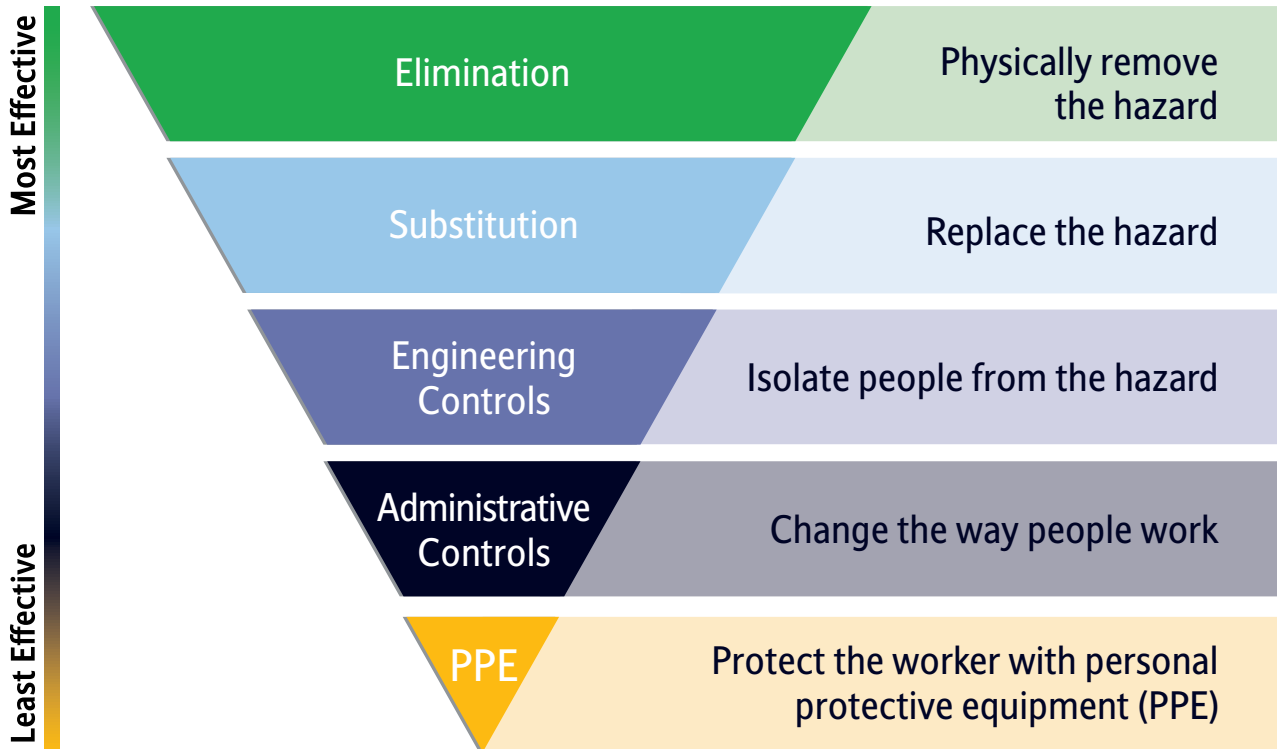 Most Effective
Elimination
Physically remove
the hazard
Substitution
Replace the hazard
Engineering
Controls
Isolate people from the hazard
Administrative
Controls
Change the way people work
Least Effective
PPE
Protect the worker with personal
protective equipment (PPE)